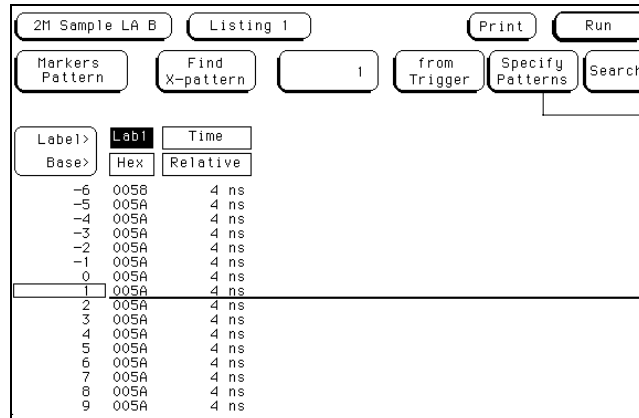 2M Sample LA B Listing 1 Print Run
Markers Pattern Find X-pattern 1 from Trigger Specify Patterns Search
Label> Lab1 Time
Base> Hex Relative
-6 0058 4 ns
-5 005A 4 ns
-4 005A 4 ns
-3 005A 4 ns
-2 005A 4 ns
-1 005A 4 ns
0 005A 4 ns
1 005A 4 ns
2 005A 4 ns
3 005A 4 ns
4 005A 4 ns
5 005A 4 ns
6 005A 4 ns
7 005A 4 ns
8 005A 4 ns
9 005A 4 ns